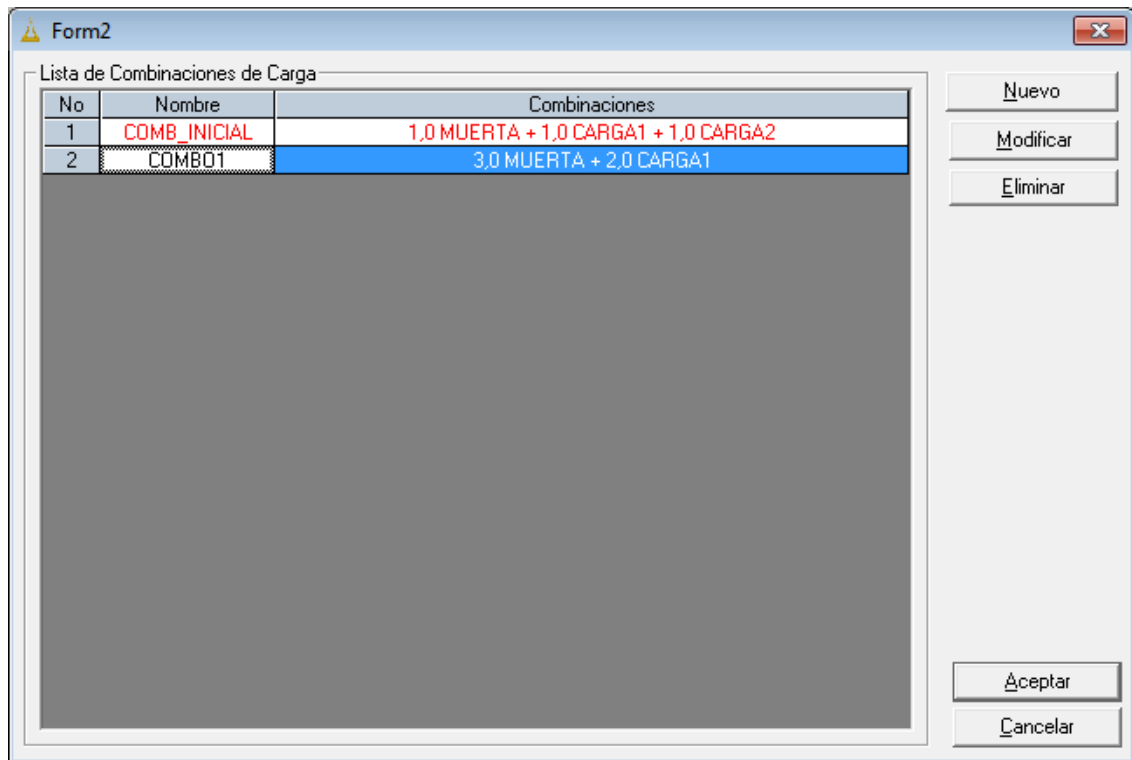 Form2
Lista de Combinaciones de Carga
No Nombre Combinaciones
1 COMB_INICIAL 1,0 MUERTA + 1,0 CARGA1 + 1,0 CARGA2
2 COMBO1 3,0 MUERTA + 2,0 CARGA1
Nuevo
Modificar
Eliminar
Aceptar
Cancelar